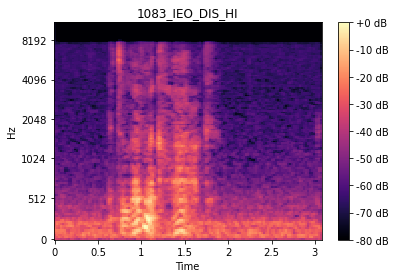 1083_IEO_DIS_HI
+0 dB
8192
-10 dB
4096
-20 dB
-30 dB
2048
Hz
-40 dB
1024
-50 dB
512
-60 dB
-70 dB
0
-80 dB
0 0.5 1 1.5 2 2.5 3
Time